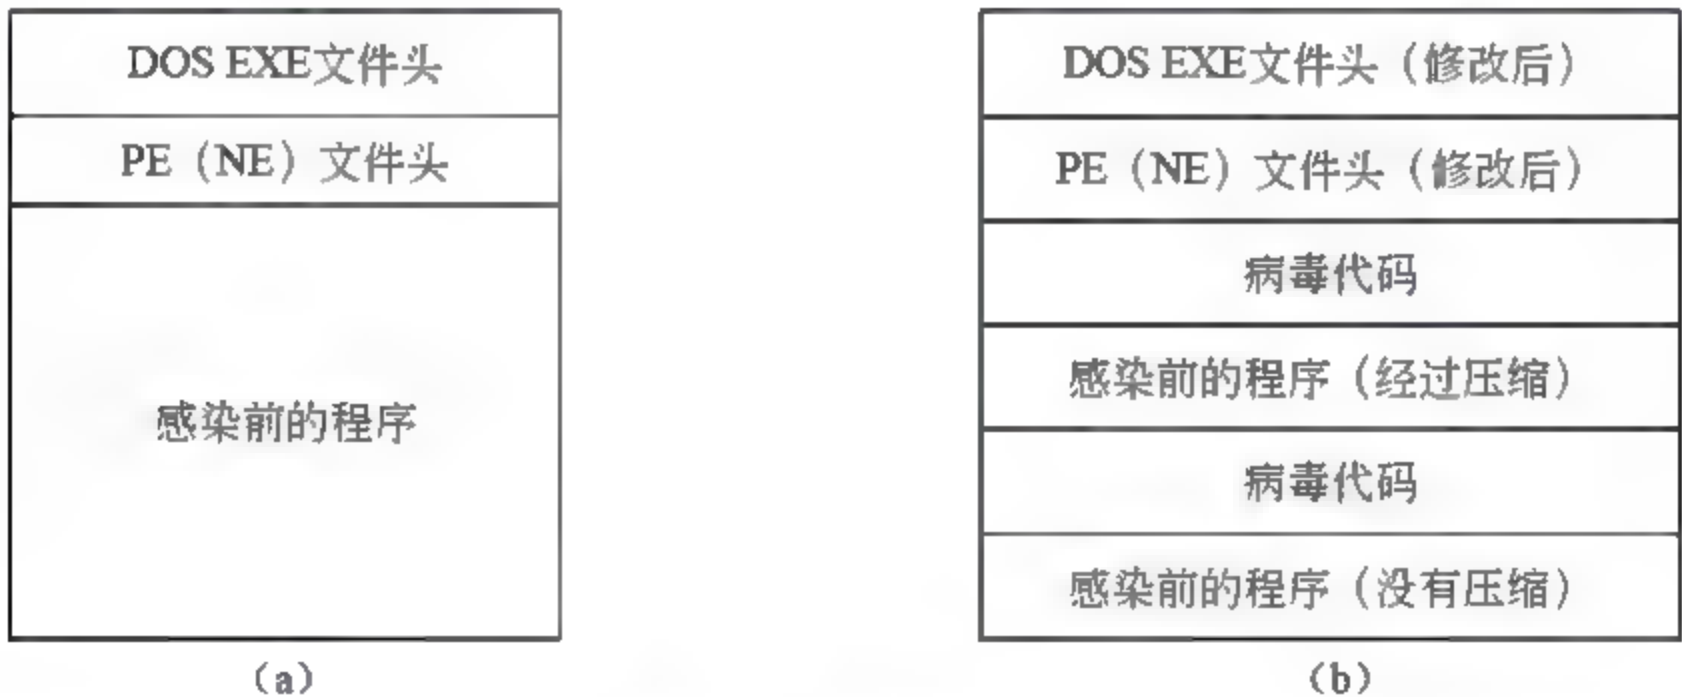 DOS EXE文件头
PE（NE）文件头
感染前的程序
（a）
DOS EXE文件头（修改后）
PE（NE）文件头（修改后）
病毒代码
感染前的程序（经过压缩）
病毒代码
感染前的程序（没有压缩）
（b）